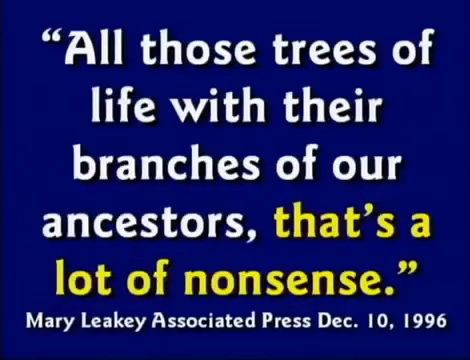 “All those trees of
life with their
branches of our
ancestors, that’s a
lot of nonsense.”
Mary Leakey Associated Press Dec. 10, 1996